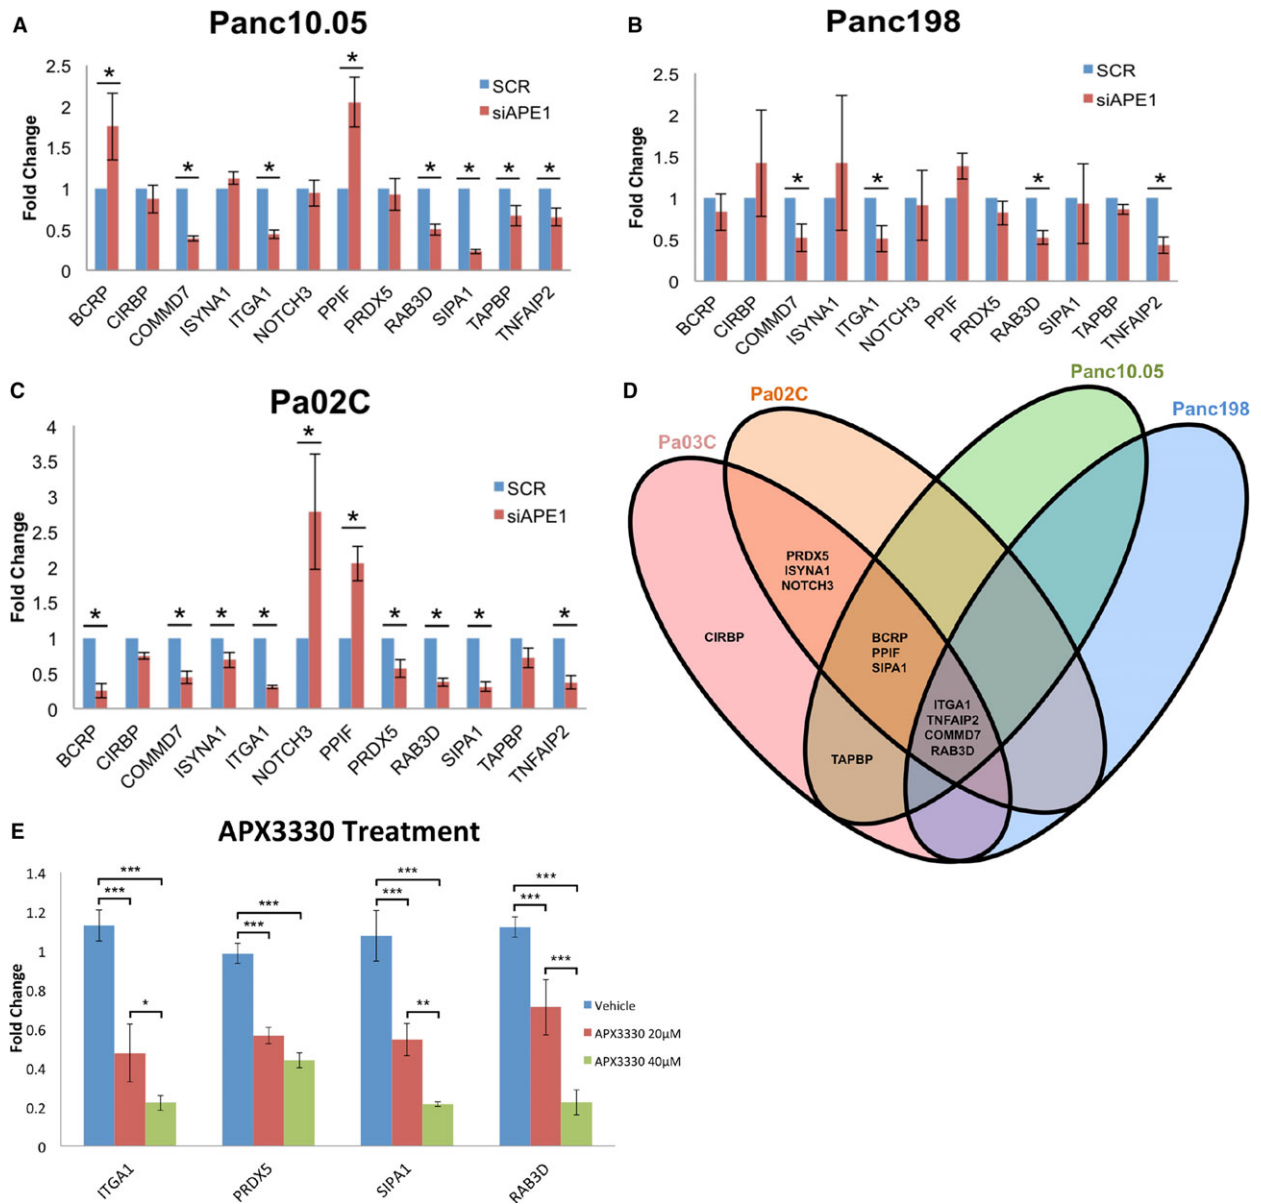 A
Panc10.05
Fold Change
2.5
2
1.5
1
0.5
0
* * * * * * * *
SCR
siAPE1
BCRP
CIRBP
COMMD7
ISYNA1
ITGA1
NOTCH3
PPIF
PRDX5
RAB3D
SIPA1
TAPBP
TNFAIP2
B
Panc198
Fold Change
2.5
2
1.5
1
0.5
0
* * * *
SCR
siAPE1
BCRP
CIRBP
COMMD7
ISYNA1
ITGA1
NOTCH3
PPIF
PRDX5
RAB3D
SIPA1
TAPBP
TNFAIP2
C
Pa02C
Fold Change
4
3.5
3
2.5
2
1.5
1
0.5
0
* * * * * * * * * *
SCR
siAPE1
BCRP
CIRBP
COMMD7
ISYNA1
ITGA1
NOTCH3
PPIF
PRDX5
RAB3D
SIPA1
TAPBP
TNFAIP2
D
Pa03C
Pa02C
Panc10.05
Panc198
PRDX5
ISYNA1
NOTCH3
CIRBP
BCRP
PPIF
SIPA1
ITGA1
TNFAIP2
COMMD7
RAB3D
TAPBP
E
APX3330 Treatment
Fold Change
1.4
1.2
1
0.8
0.6
0.4
0.2
0
***
***
*
***
***
***
***
**
***
***
***
Vehicle
APX3330 20µM
APX3330 40µM
ITGA1
PRDX5
SIPA1
RAB3D